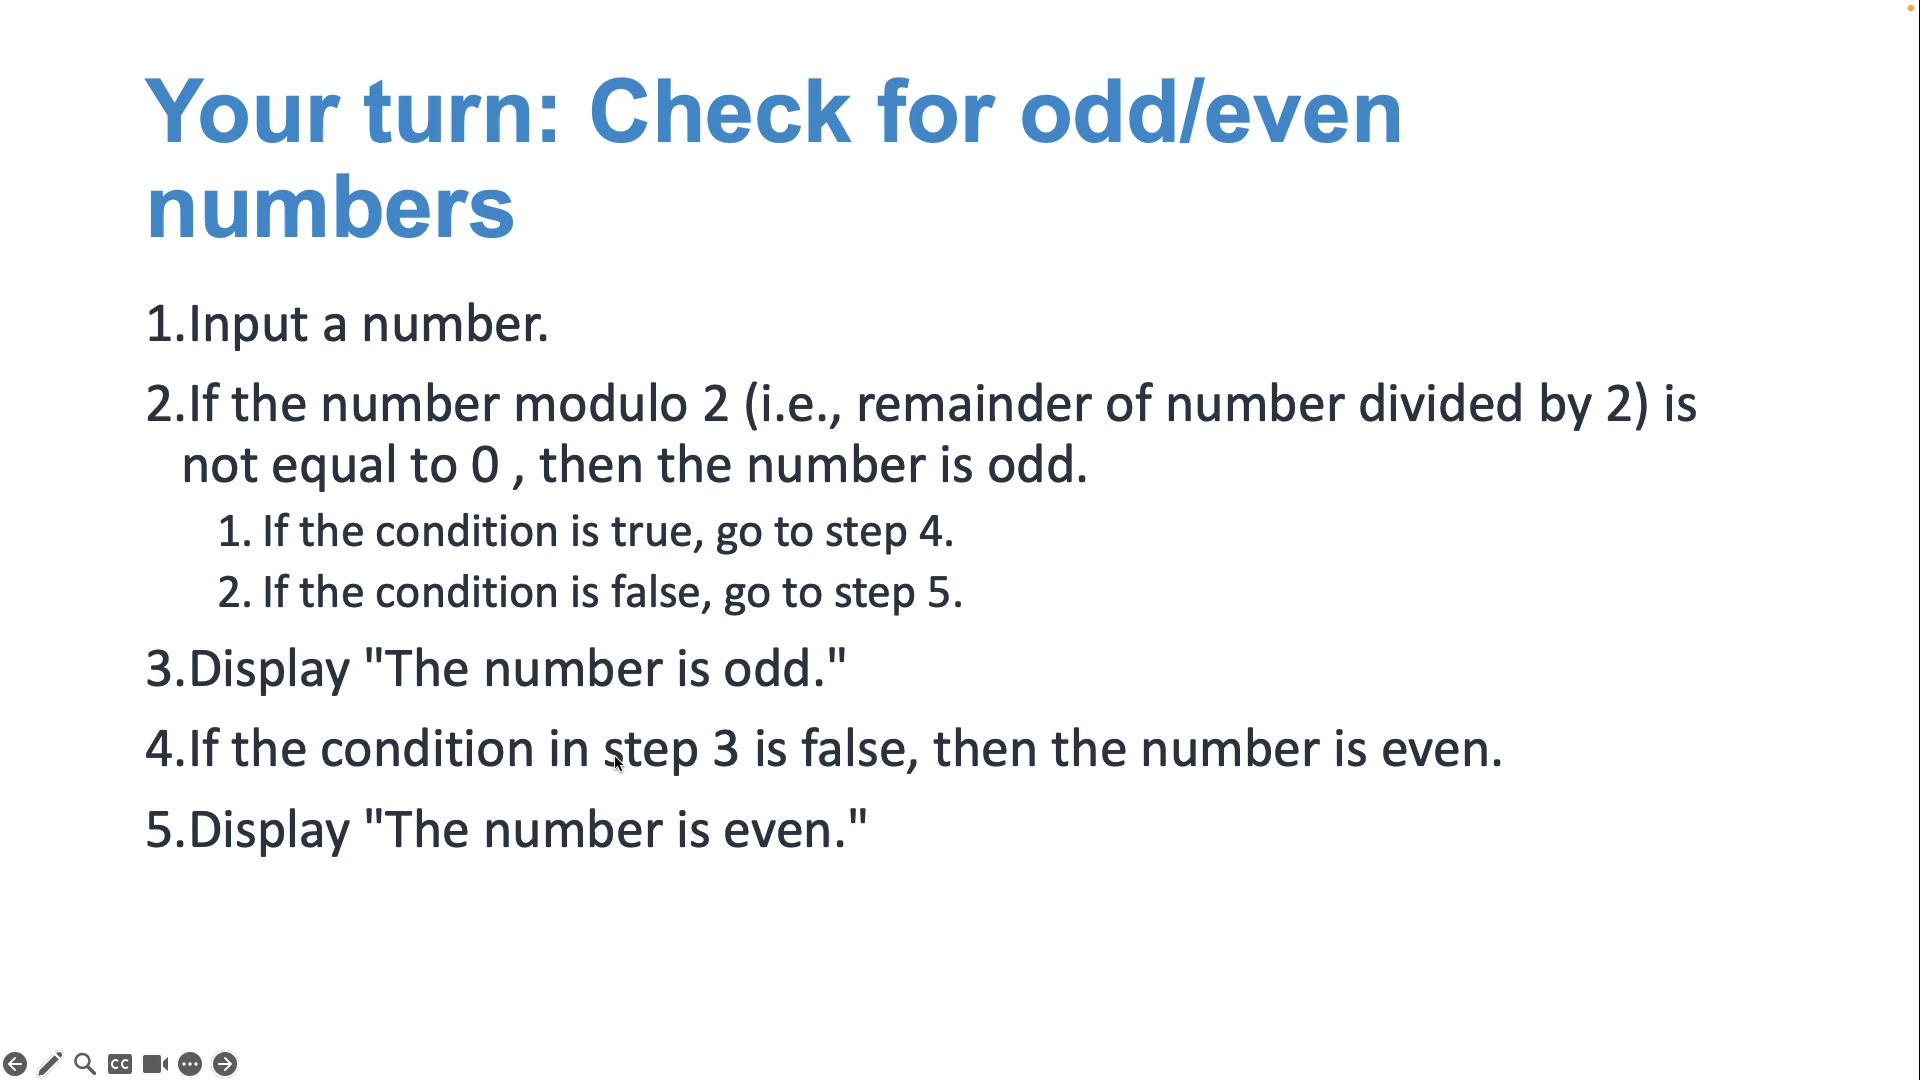 Your turn: Check for odd/even
numbers
1.Input a number.
2.If the number modulo 2 (i.e., remainder of number divided by 2) is
not equal to 0 , then the number is odd.
1. If the condition is true, go to step 4.
2. If the condition is false, go to step 5.
3.Display "The number is odd."
4.If the condition in step 3 is false, then the number is even.
5.Display "The number is even."
CC